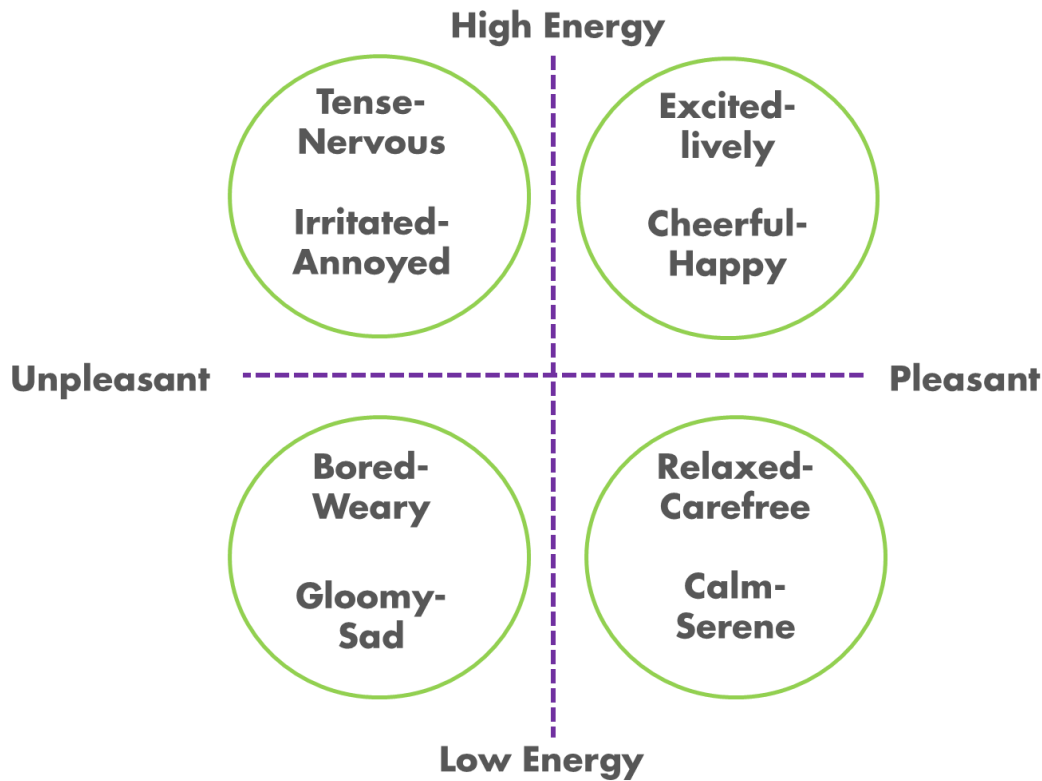 High Energy
Tense-
Nervous
Irritated-
Annoyed
Excited-
lively
Cheerful-
Happy
Unpleasant
Pleasant
Bored-
Weary
Gloomy-
Sad
Relaxed-
Carefree
Calm-
Serene
Low Energy